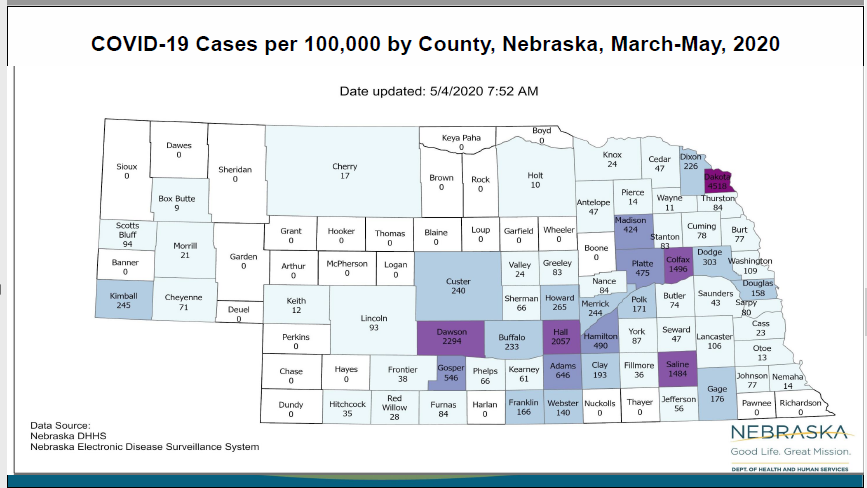 COVID-19 Cases per 100,000 by County, Nebraska, March-May, 2020
Date updated: 5/4/2020 7:52 AM
Sioux
0
Dawes
0
Sheridan
0
Box Butte
9
Scotts
Bluff
94
Banner
0
Kimball
245
Morrill
21
Cheyenne
71
Garden
0
Deuel
0
Cherry
17
Keya Paha
0
Boyd
0
Brown
0
Rock
0
Holt
10
Grant
0
Hooker
0
Thomas
0
Blaine
0
Loup
0
Garfield
0
Wheeler
0
Arthur
0
McPherson
0
Logan
0
Custer
240
Valley
24
Greeley
83
Keith
12
Lincoln
93
Sherman
66
Howard
265
Perkins
0
Dawson
2294
Buffalo
233
Hall
2057
Chase
0
Hayes
0
Frontier
38
Gosper
546
Phelps
66
Kearney
61
Adams
646
Dundy
0
Hitchcock
35
Red
Willow
28
Furnas
84
Harlan
0
Franklin
166
Webster
140
Knox
24
Cedar
47
Dixon
226
Dakota
4518
Antelope
47
Pierce
14
Wayne
11
Thurston
84
Madison
424
Stanton
83
Cuming
78
Burt
77
Boone
0
Platte
475
Colfax
1496
Dodge
303
Washington
109
Nance
84
Merrick
244
Polk
171
Butler
74
Saunders
43
Douglas
158
Sarpy
80
Hamilton
490
York
87
Seward
47
Lancaster
106
Cass
23
Otoe
13
Clay
193
Fillmore
36
Saline
1484
Gage
176
Johnson
77
Nemaha
14
Nuckolls
0
Thayer
0
Jefferson
56
Pawnee
0
Richardson
0
Data Source:
Nebraska DHHS
Nebraska Electronic Disease Surveillance System
NEBRASKA
Good Life. Great Mission.
DEPT. OF HEALTH AND HUMAN SERVICES